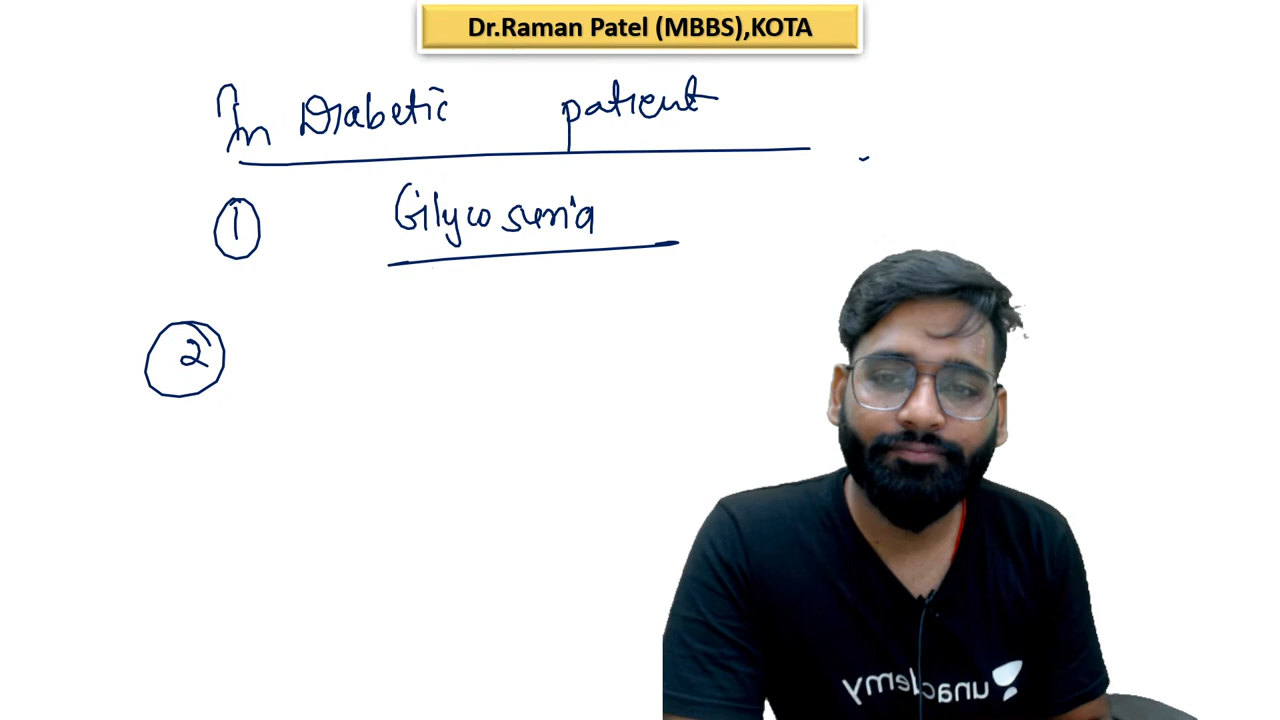 Dr.Raman Patel (MBBS),KOTA
In Diabetic patient
1 Glycosuria
2
unacademy